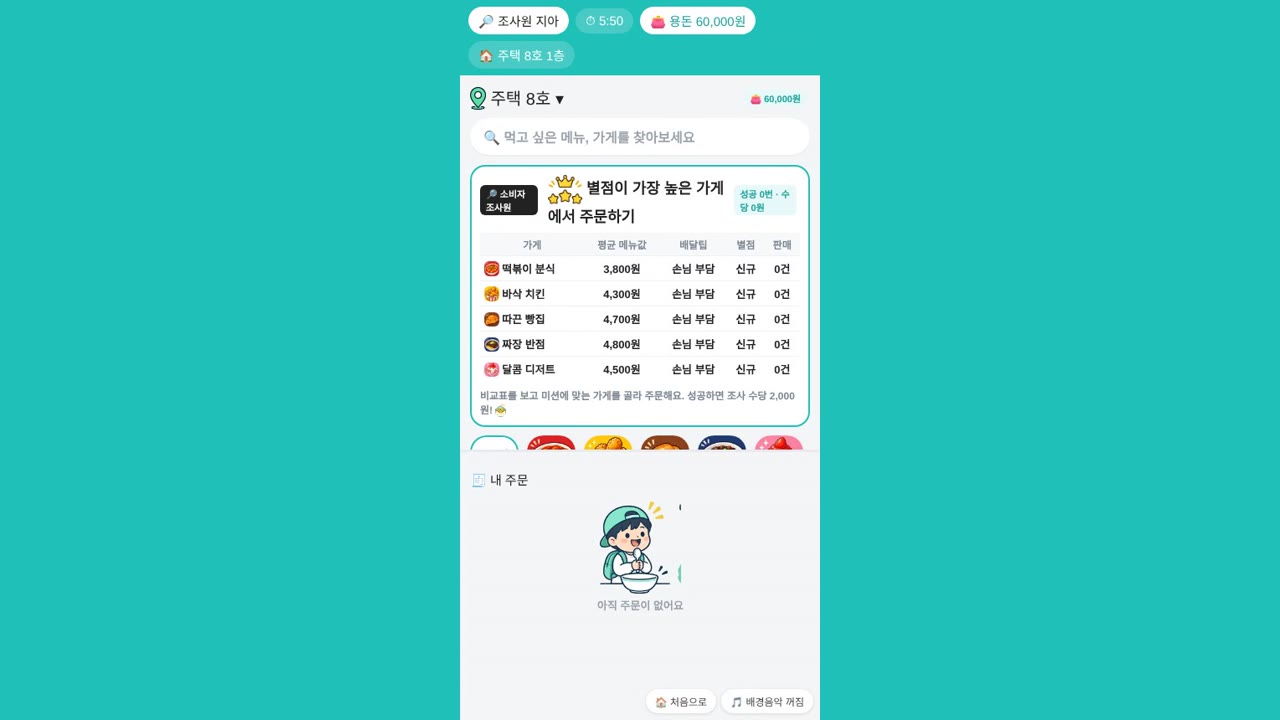 🔎 조사원 지아 ⏱ 5:50 👛 용돈 60,000원
🏠 주택 8호 1층
주택 8호 ▾ 👛 60,000원
🔍 먹고 싶은 메뉴, 가게를 찾아보세요
🔎 소비자
조사원
별점이 가장 높은 가게
에서 주문하기
성공 0번 · 수
당 0원
가게 평균 메뉴값 배달팁 별점 판매
떡볶이 분식 3,800원 손님 부담 신규 0건
바삭 치킨 4,300원 손님 부담 신규 0건
따끈 빵집 4,700원 손님 부담 신규 0건
짜장 반점 4,800원 손님 부담 신규 0건
달콤 디저트 4,500원 손님 부담 신규 0건
비교표를 보고 미션에 맞는 가게를 골라 주문해요. 성공하면 조사 수당 2,000
원!
🧾 내 주문
아직 주문이 없어요
🏠 처음으로 🎵 배경음악 꺼짐